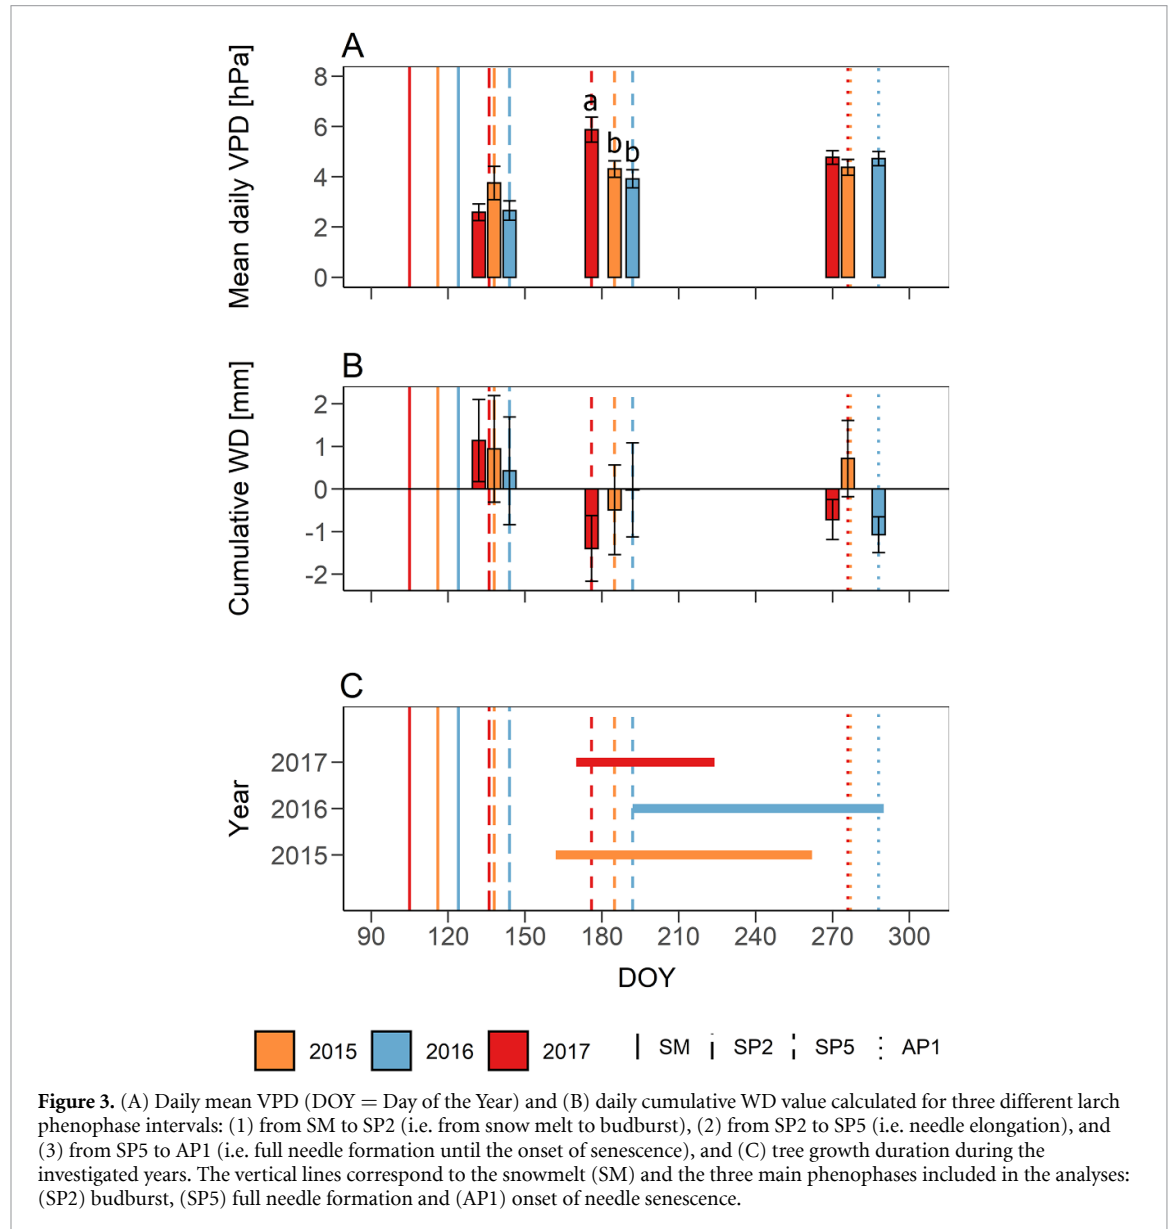 A
Mean daily VPD [hPa]
8
6
4
2
0
a
b
b
B
Cumulative WD [mm]
2
1
0
-1
-2
C
Year
2017
2016
2015
90 120 150 180 210 240 270 300
DOY
2015 2016 2017 SM SP2 SP5 AP1
Figure 3. (A) Daily mean VPD (DOY = Day of the Year) and (B) daily cumulative WD value calculated for three different larch
phenophase intervals: (1) from SM to SP2 (i.e. from snow melt to budburst), (2) from SP2 to SP5 (i.e. needle elongation), and
(3) from SP5 to AP1 (i.e. full needle formation until the onset of senescence), and (C) tree growth duration during the
investigated years. The vertical lines correspond to the snowmelt (SM) and the three main phenophases included in the analyses:
(SP2) budburst, (SP5) full needle formation and (AP1) onset of needle senescence.